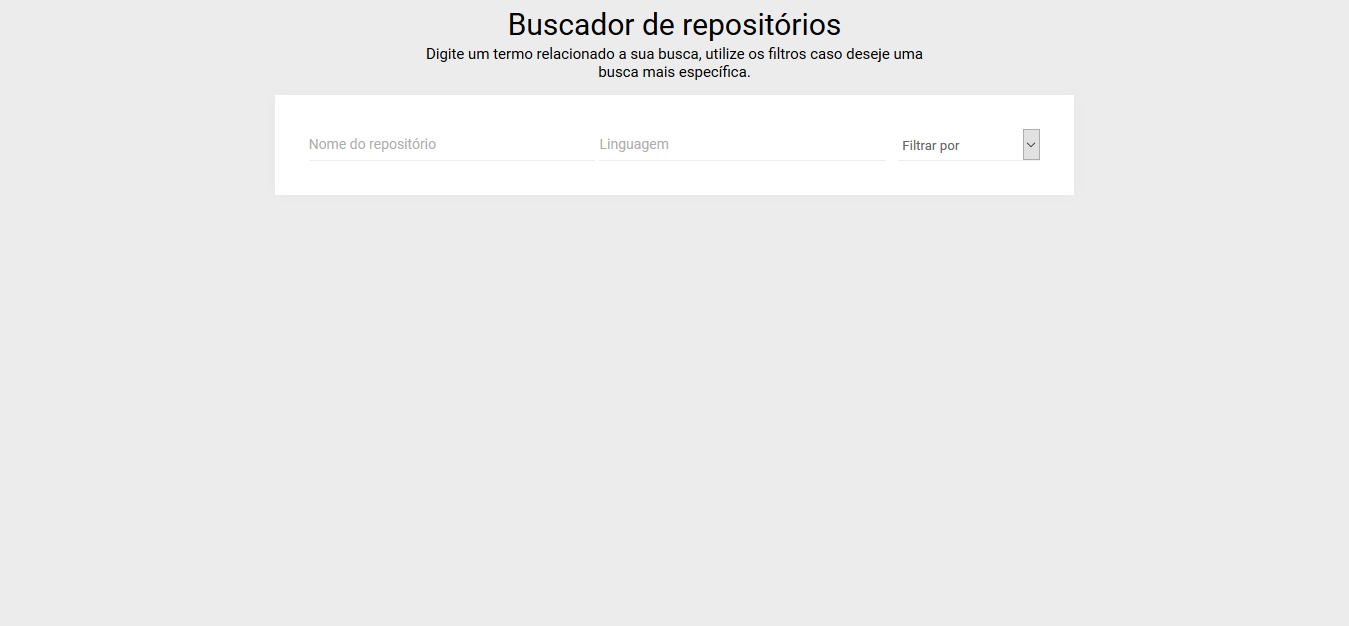 Buscador de repositórios
Digite um termo relacionado a sua busca, utilize os filtros caso deseje uma
busca mais específica.
Nome do repositório
Linguagem
Filtrar por